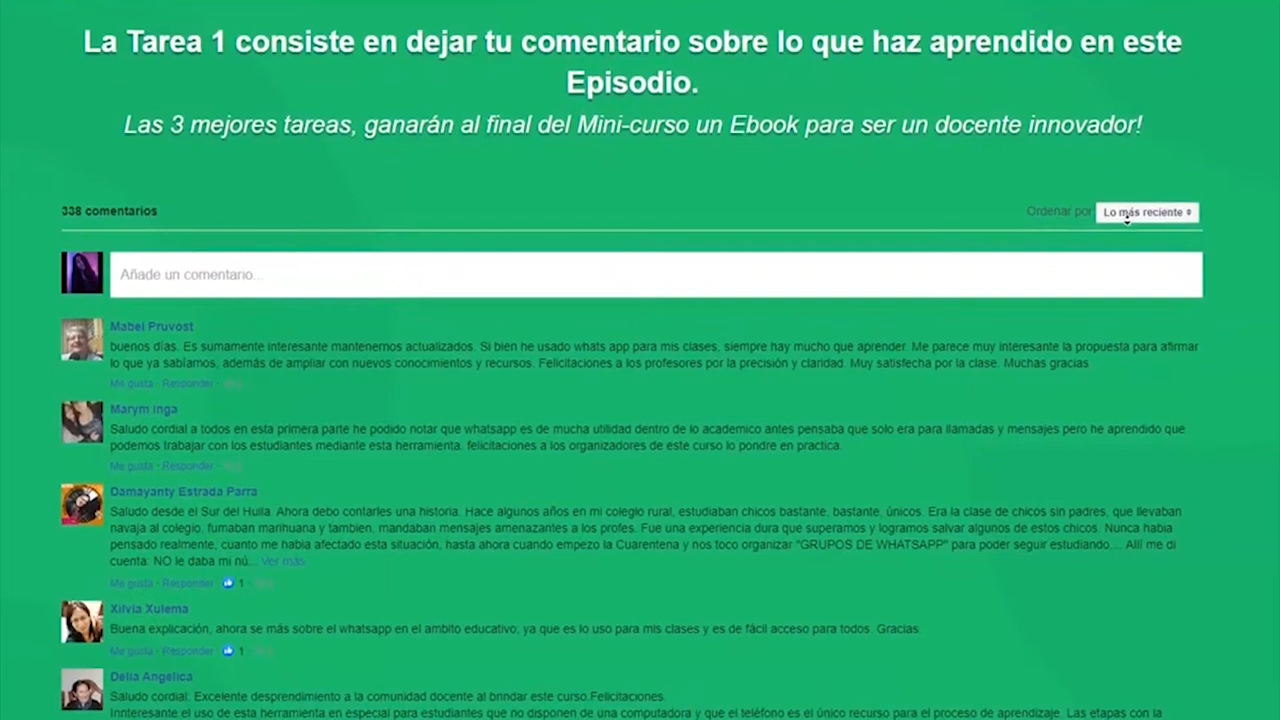 La Tarea 1 consiste en dejar tu comentario sobre lo que haz aprendido en este
Episodio.
Las 3 mejores tareas, ganarán al final del Mini-curso un Ebook para ser un docente innovador!
338 comentarios
Ordenar por Lo más reciente
Añade un comentario...
Mabel Pruvost
buenos días. Es sumamente interesante mantenernos actualizados. Si bien he usado whats app para mis clases, siempre hay mucho que aprender. Me parece muy interesante la propuesta para afirmar
lo que ya sabíamos, además de ampliar con nuevos conocimientos y recursos. Felicitaciones a los profesores por la precisión y claridad. Muy satisfecha por la clase. Muchas gracias
Me gusta · Responder ·
Marym Inga
Saludo cordial a todos en esta primera parte he podido notar que whatsapp es de mucha utilidad dentro de lo academico antes pensaba que solo era para llamadas y mensajes pero he aprendido que
podemos trabajar con los estudiantes mediante esta herramienta. felicitaciones a los organizadores de este curso lo pondre en practica.
Me gusta · Responder ·
Damayanty Estrada Parra
Saludo desde el Sur del Huila. Ahora debo contarles una historia. Hace algunos años en mi colegio rural, estudiaban chicos bastante, bastante, únicos. Era la clase de chicos sin padres, que llevaban
navaja al colegio, fumaban marihuana y tambien, mandaban mensajes amenazantes a los profes. Fue una experiencia dura que superamos y logramos salvar algunos de estos chicos. Nunca habia
pensado realmente, cuanto me habia afectado esta situación, hasta ahora cuando empezo la Cuarentena y nos toco organizar "GRUPOS DE WHATSAPP" para poder seguir estudiando.... Allí me di
cuenta: NO le daba mi nú... Ver más
Me gusta · Responder · 1 ·
Xilvia Xulema
Buena explicación, ahora se más sobre el whatsapp en el ambito educativo, ya que es lo uso para mis clases y es de fácil acceso para todos. Gracias.
Me gusta · Responder · 1 ·
Delia Angelica
Saludo cordial. Excelente desprendimiento a la comunidad docente al brindar este curso.Felicitaciones.
Innteresante el uso de esta herramienta en especial para estudiantes que no disponen de una computadora y que el teléfono es el único recurso para el proceso de aprendizaje. Las etapas con la